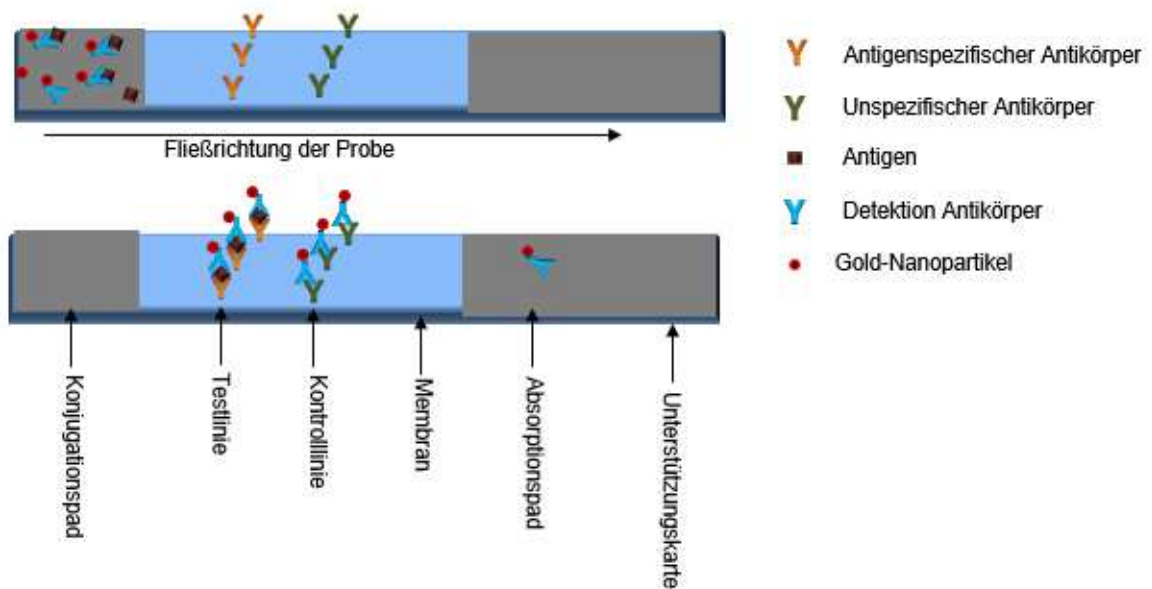 Antigenspezifischer Antikörper
Unspezifischer Antikörper
Antigen
Detektion Antikörper
Gold-Nanopartikel
Fließrichtung der Probe
Konjugationspad
Testlinie
Kontrolllinie
Membran
Absorptionspad
Unterstützungskarte